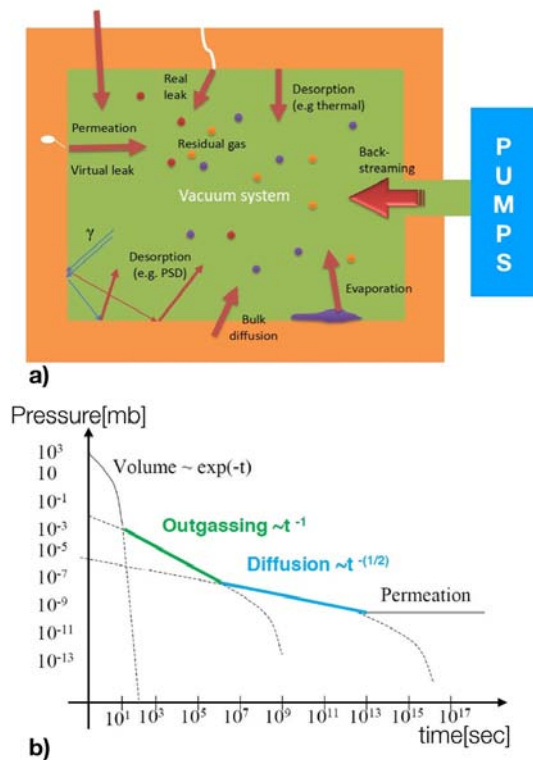 Real
leak
Desorption
(e.g thermal)
Permeation
Residual gas
Back-
streaming
Virtual leak
Vacuum system
P
U
M
P
S
γ
Desorption
(e.g. PSD)
Evaporation
Bulk
diffusion
a)
Pressure[mb]
10³
Volume ~ exp(-t)
10
10⁻¹
10⁻³
Outgassing ~t ⁻¹
10⁻⁵
Diffusion ~t ⁻⁽¹/²⁾
10⁻⁷
Permeation
10⁻⁹
10⁻¹¹
10⁻¹³
10¹ 10³ 10⁵ 10⁷ 10⁹ 10¹¹ 10¹³ 10¹⁵ 10¹⁷
time[sec]
b)